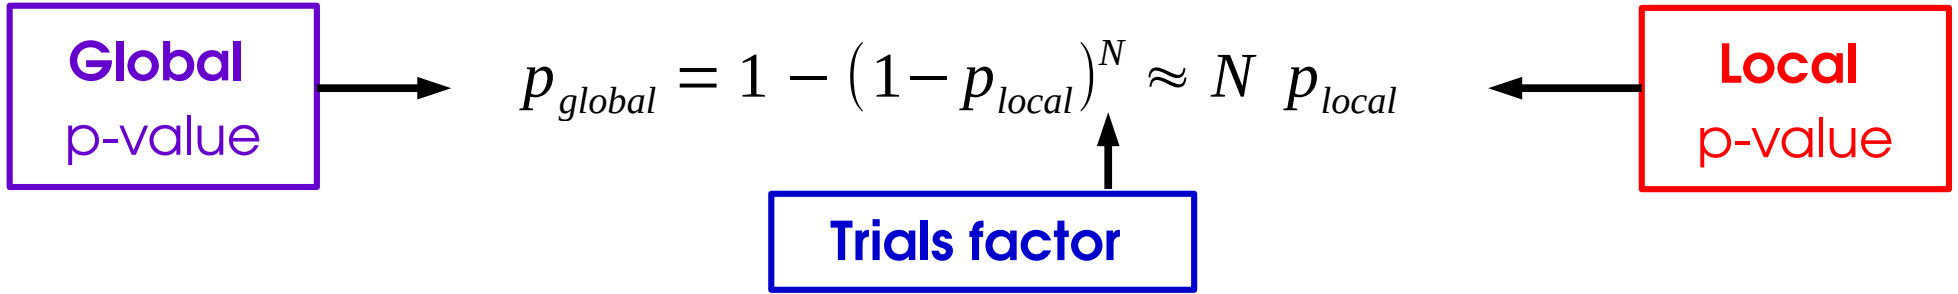 Global
p-value
p_global = 1 − (1− p_local)^N ≈ N p_local
Local
p-value
Trials factor